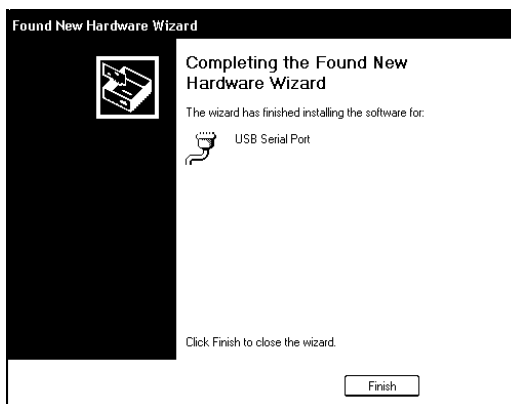 Found New Hardware Wizard
Completing the Found New
Hardware Wizard
The wizard has finished installing the software for:
USB Serial Port
Click Finish to close the wizard.
Finish